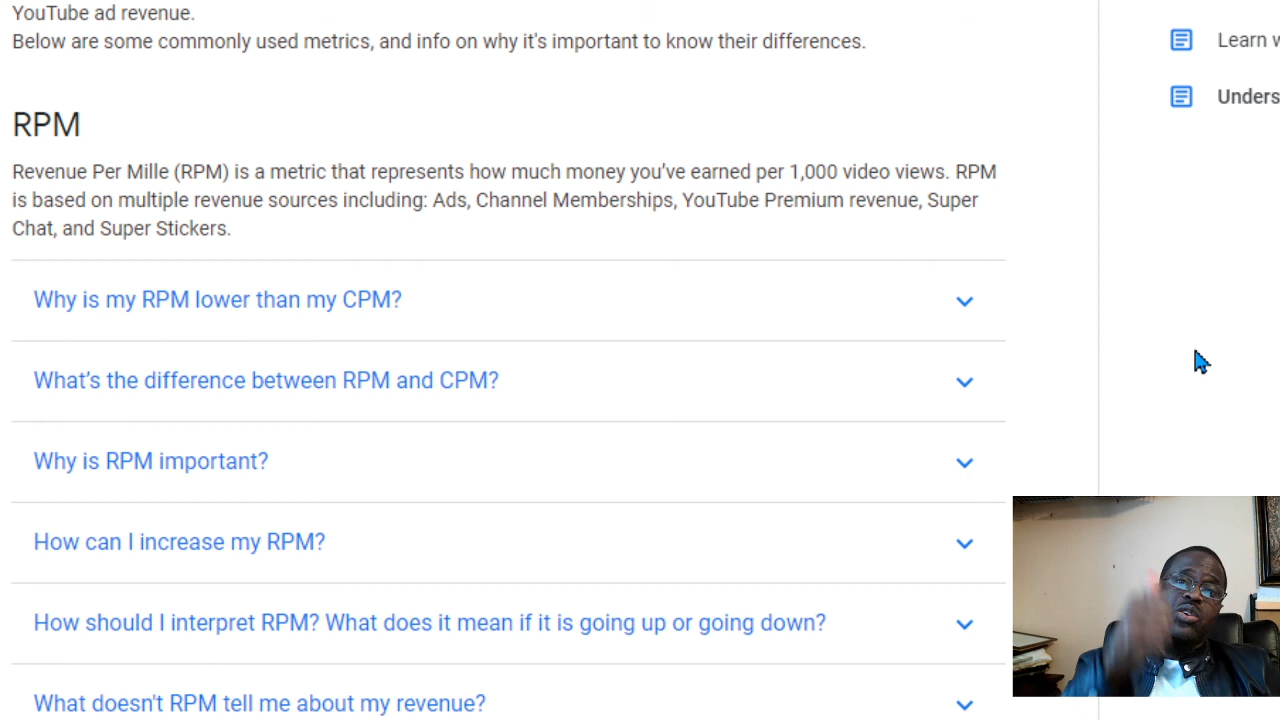 YouTube ad revenue.
Below are some commonly used metrics, and info on why it's important to know their differences.
RPM
Revenue Per Mille (RPM) is a metric that represents how much money you’ve earned per 1,000 video views. RPM
is based on multiple revenue sources including: Ads, Channel Memberships, YouTube Premium revenue, Super
Chat, and Super Stickers.
Why is my RPM lower than my CPM?
What’s the difference between RPM and CPM?
Why is RPM important?
How can I increase my RPM?
How should I interpret RPM? What does it mean if it is going up or going down?
What doesn't RPM tell me about my revenue?
Learn